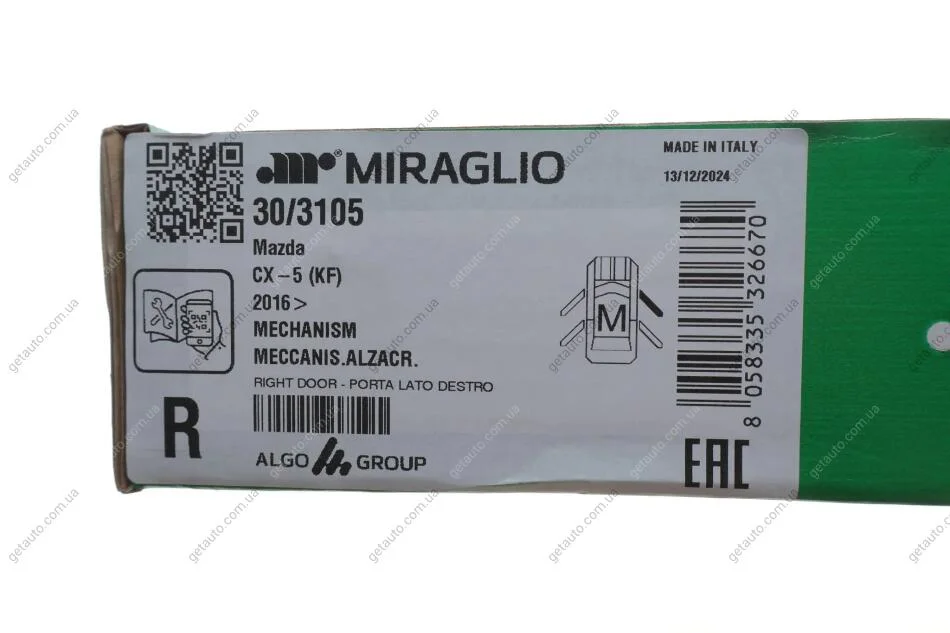 MIRAGLIO
30/3105
Mazda
CX-5 (KF)
2016 >
MECHANISM
MECCANIS.ALZACR.
RIGHT DOOR - PORTA LATO DESTRO
R
ALGO GROUP
MADE IN ITALY
13/12/2024
M
8 058335 326670
EAC
getauto.com.ua